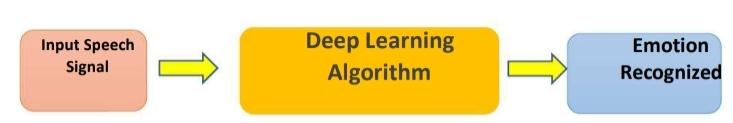 Input Speech
Signal
Deep Learning
Algorithm
Emotion
Recognized